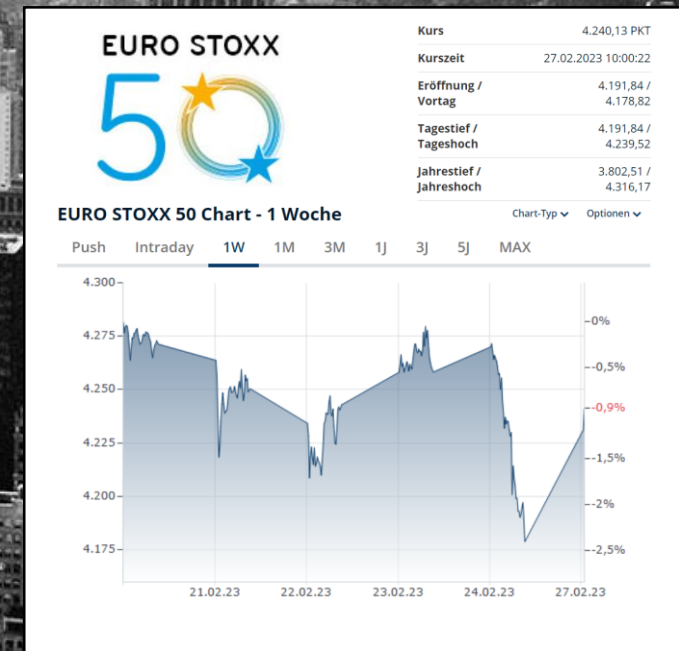 EURO STOXX
50
Kurs 4.240,13 PKT
Kurszeit 27.02.2023 10:00:22
Eröffnung / 4.191,84 /
Vortag 4.178,82
Tagestief / 4.191,84 /
Tageshoch 4.239,52
Jahrestief / 3.802,51 /
Jahreshoch 4.316,17
EURO STOXX 50 Chart - 1 Woche
Chart-Typ Optionen
Push Intraday 1W 1M 3M 1J 3J 5J MAX
4.300
4.275
4.250
4.225
4.200
4.175
0%
-0,5%
-0,9%
-1,5%
-2%
-2,5%
21.02.23 22.02.23 23.02.23 24.02.23 27.02.23